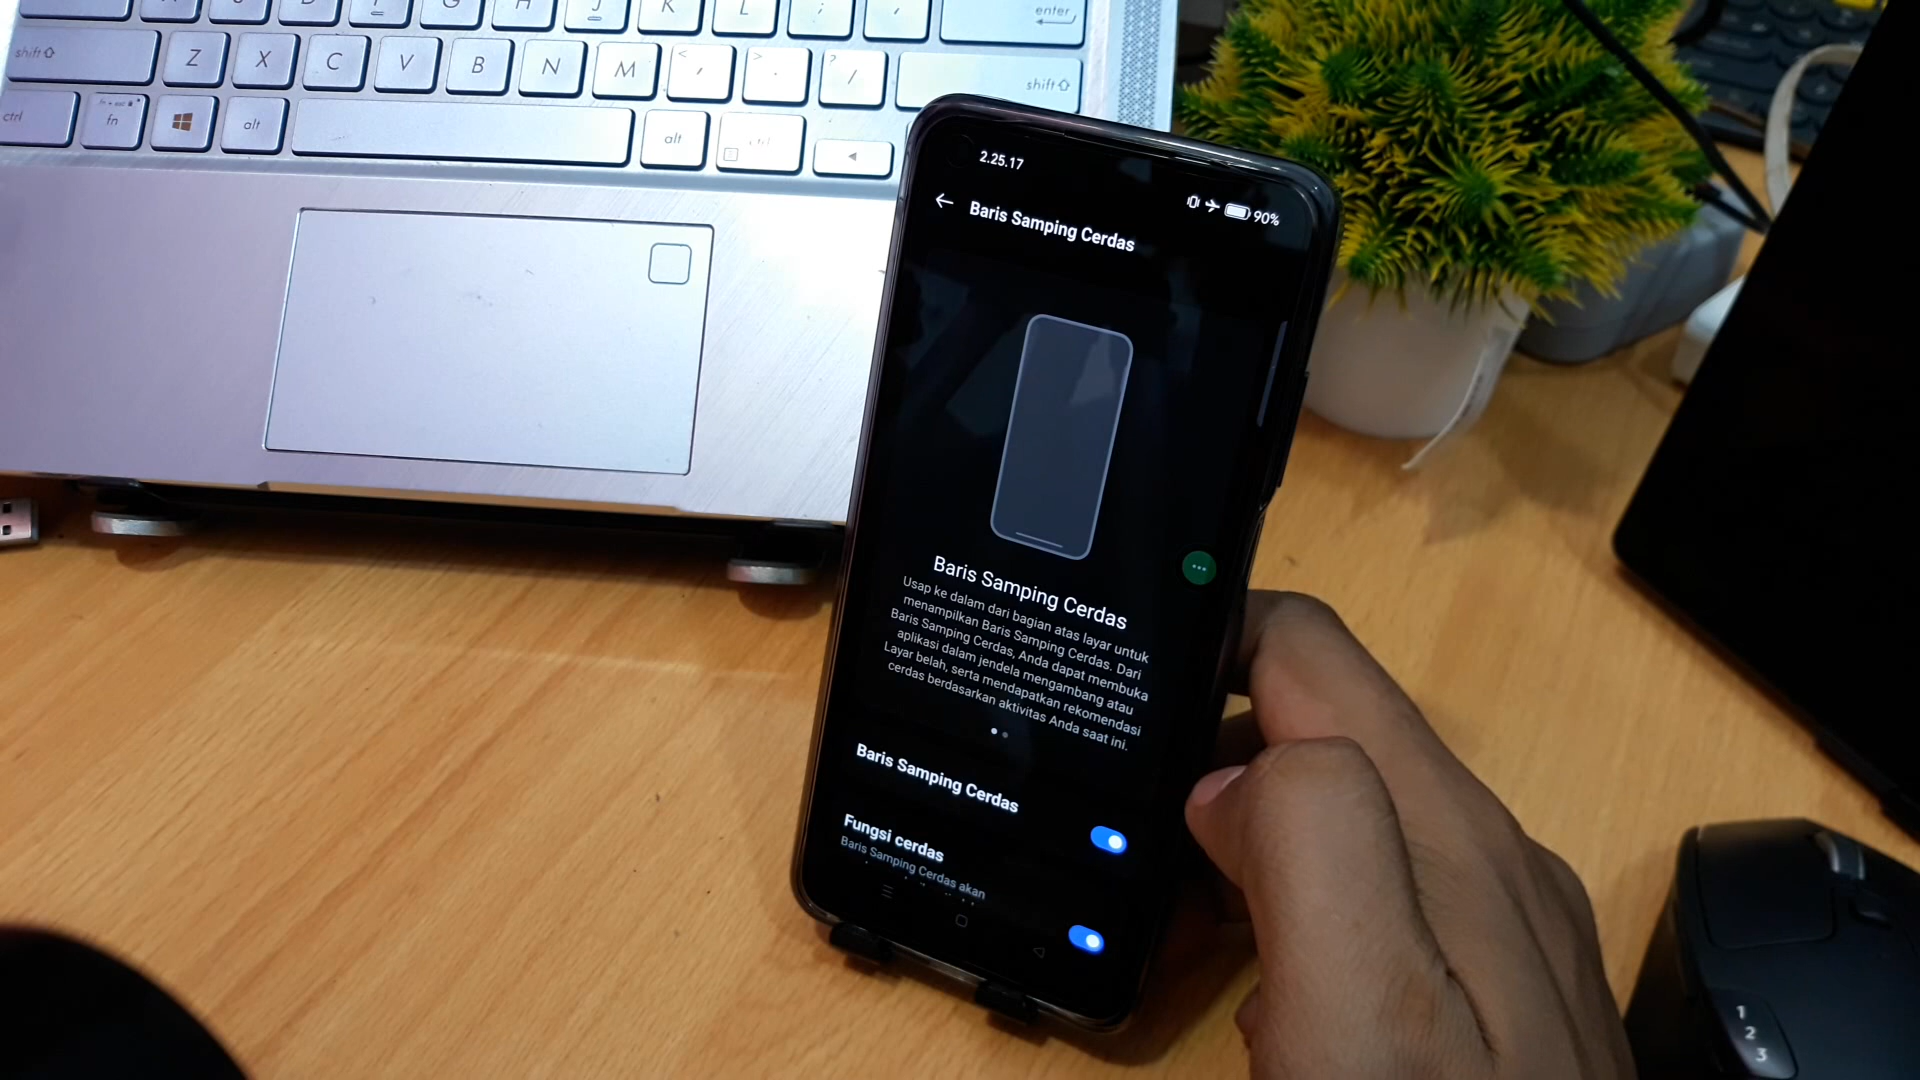 enter
shift
Z X C V B N M < , > . ? /
shift
ctrl
fn
alt
alt
ctrl
2.25.17
90%
Baris Samping Cerdas
Baris Samping Cerdas
Usap ke dalam dari bagian atas layar untuk
menampilkan Baris Samping Cerdas. Dari
Baris Samping Cerdas, Anda dapat membuka
aplikasi dalam jendela mengambang atau
Layar belah, serta mendapatkan rekomendasi
cerdas berdasarkan aktivitas Anda saat ini.
Baris Samping Cerdas
Fungsi cerdas
Baris Samping Cerdas akan
1
2
3